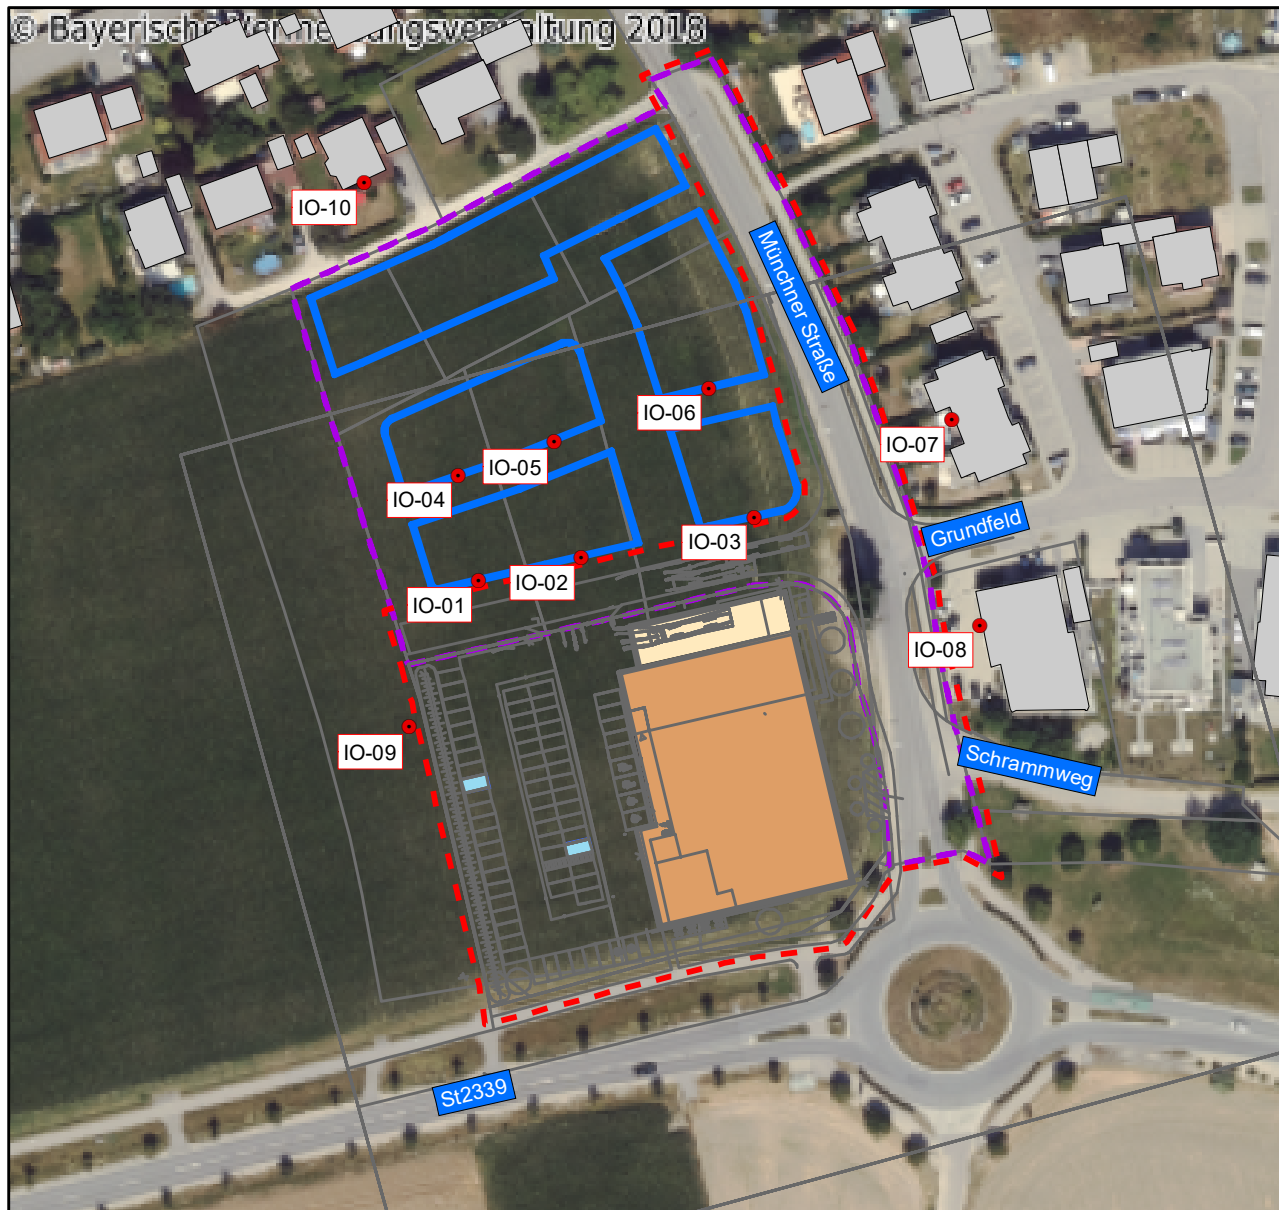 © Bayerische Vermessungsverwaltung 2018
IO-10
Münchner Straße
IO-06
IO-07
IO-05
IO-04
Grundfeld
IO-03
IO-02
IO-01
IO-08
IO-09
Schrammweg
St2339